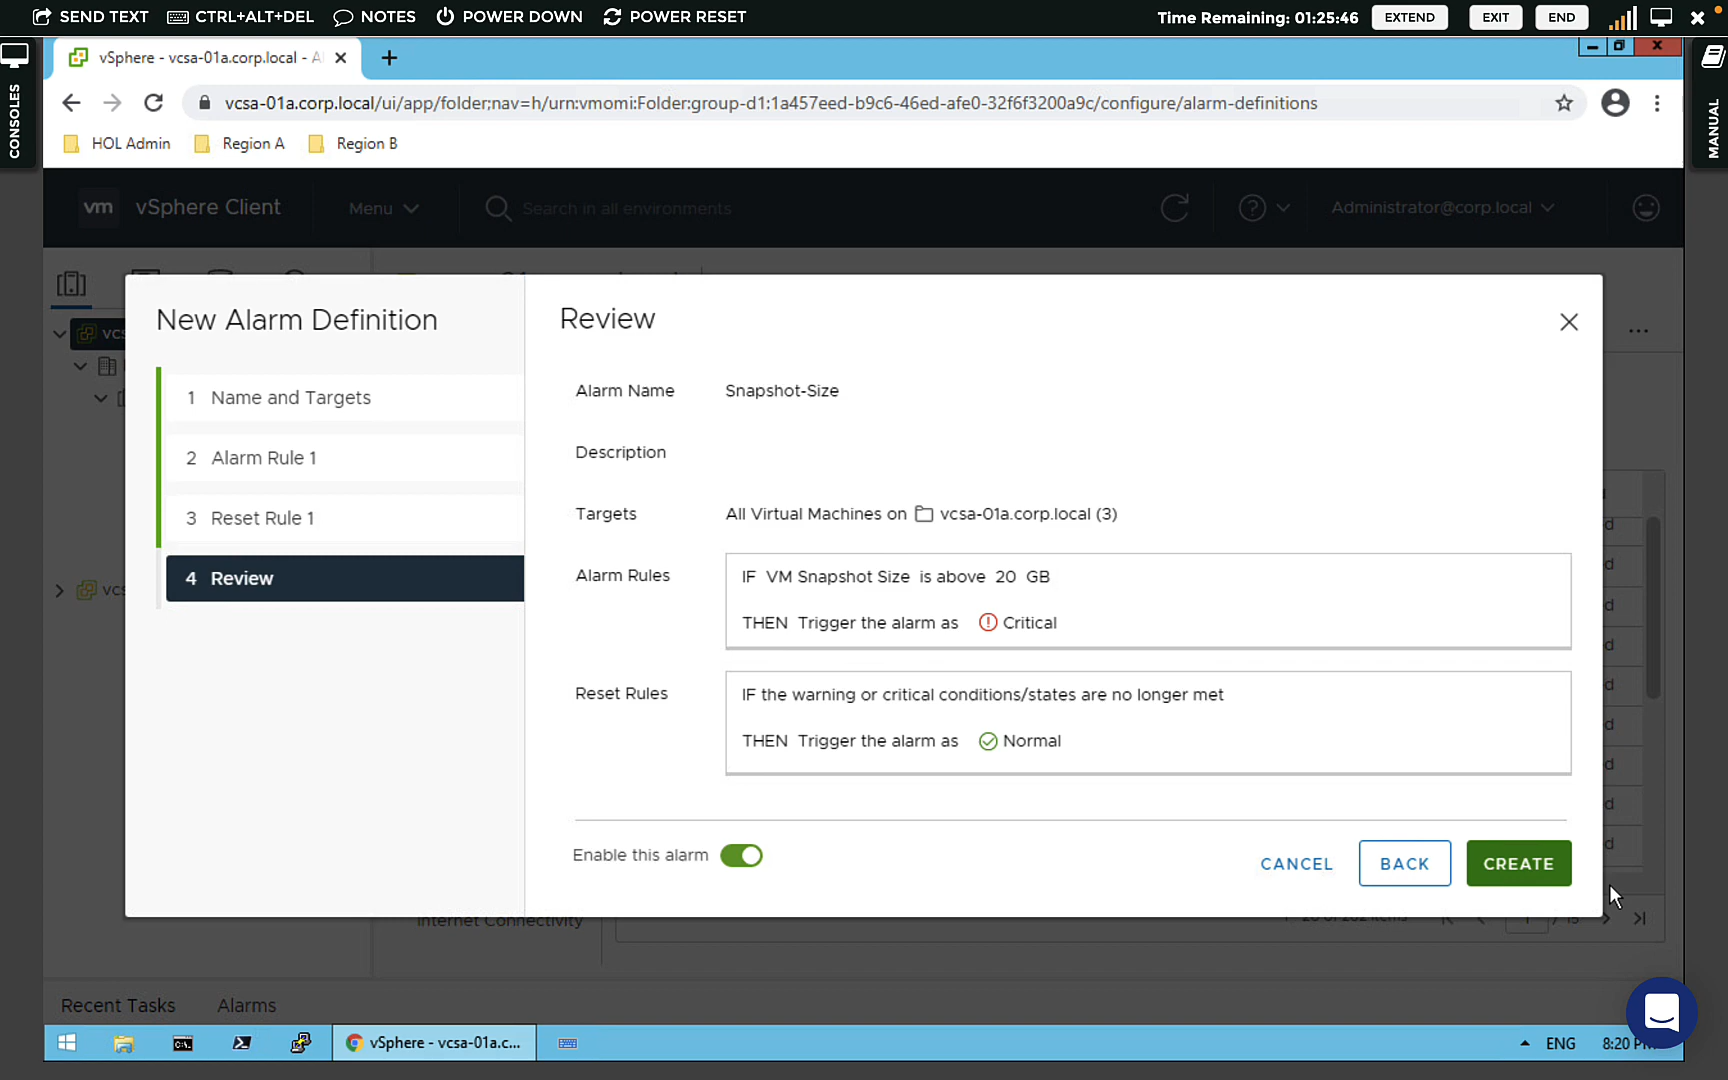 SEND TEXT CTRL+ALT+DEL NOTES POWER DOWN POWER RESET Time Remaining: 01:25:46 EXTEND EXIT END
CONSOLES
MANUAL
vSphere - vcsa-01a.corp.local - A
vcsa-01a.corp.local/ui/app/folder;nav=h/urn:vmomi:Folder:group-d1:1a457eed-b9c6-46ed-afe0-32f6f3200a9c/configure/alarm-definitions
HOL Admin Region A Region B
vm vSphere Client Menu Search in all environments Administrator@corp.local
New Alarm Definition
1 Name and Targets
2 Alarm Rule 1
3 Reset Rule 1
4 Review
Review
Alarm Name Snapshot-Size
Description
Targets All Virtual Machines on vcsa-01a.corp.local (3)
Alarm Rules IF VM Snapshot Size is above 20 GB
THEN Trigger the alarm as Critical
Reset Rules IF the warning or critical conditions/states are no longer met
THEN Trigger the alarm as Normal
Enable this alarm CANCEL BACK CREATE
Internet Connectivity
Recent Tasks Alarms
vSphere - vcsa-01a.c... ENG 8:20